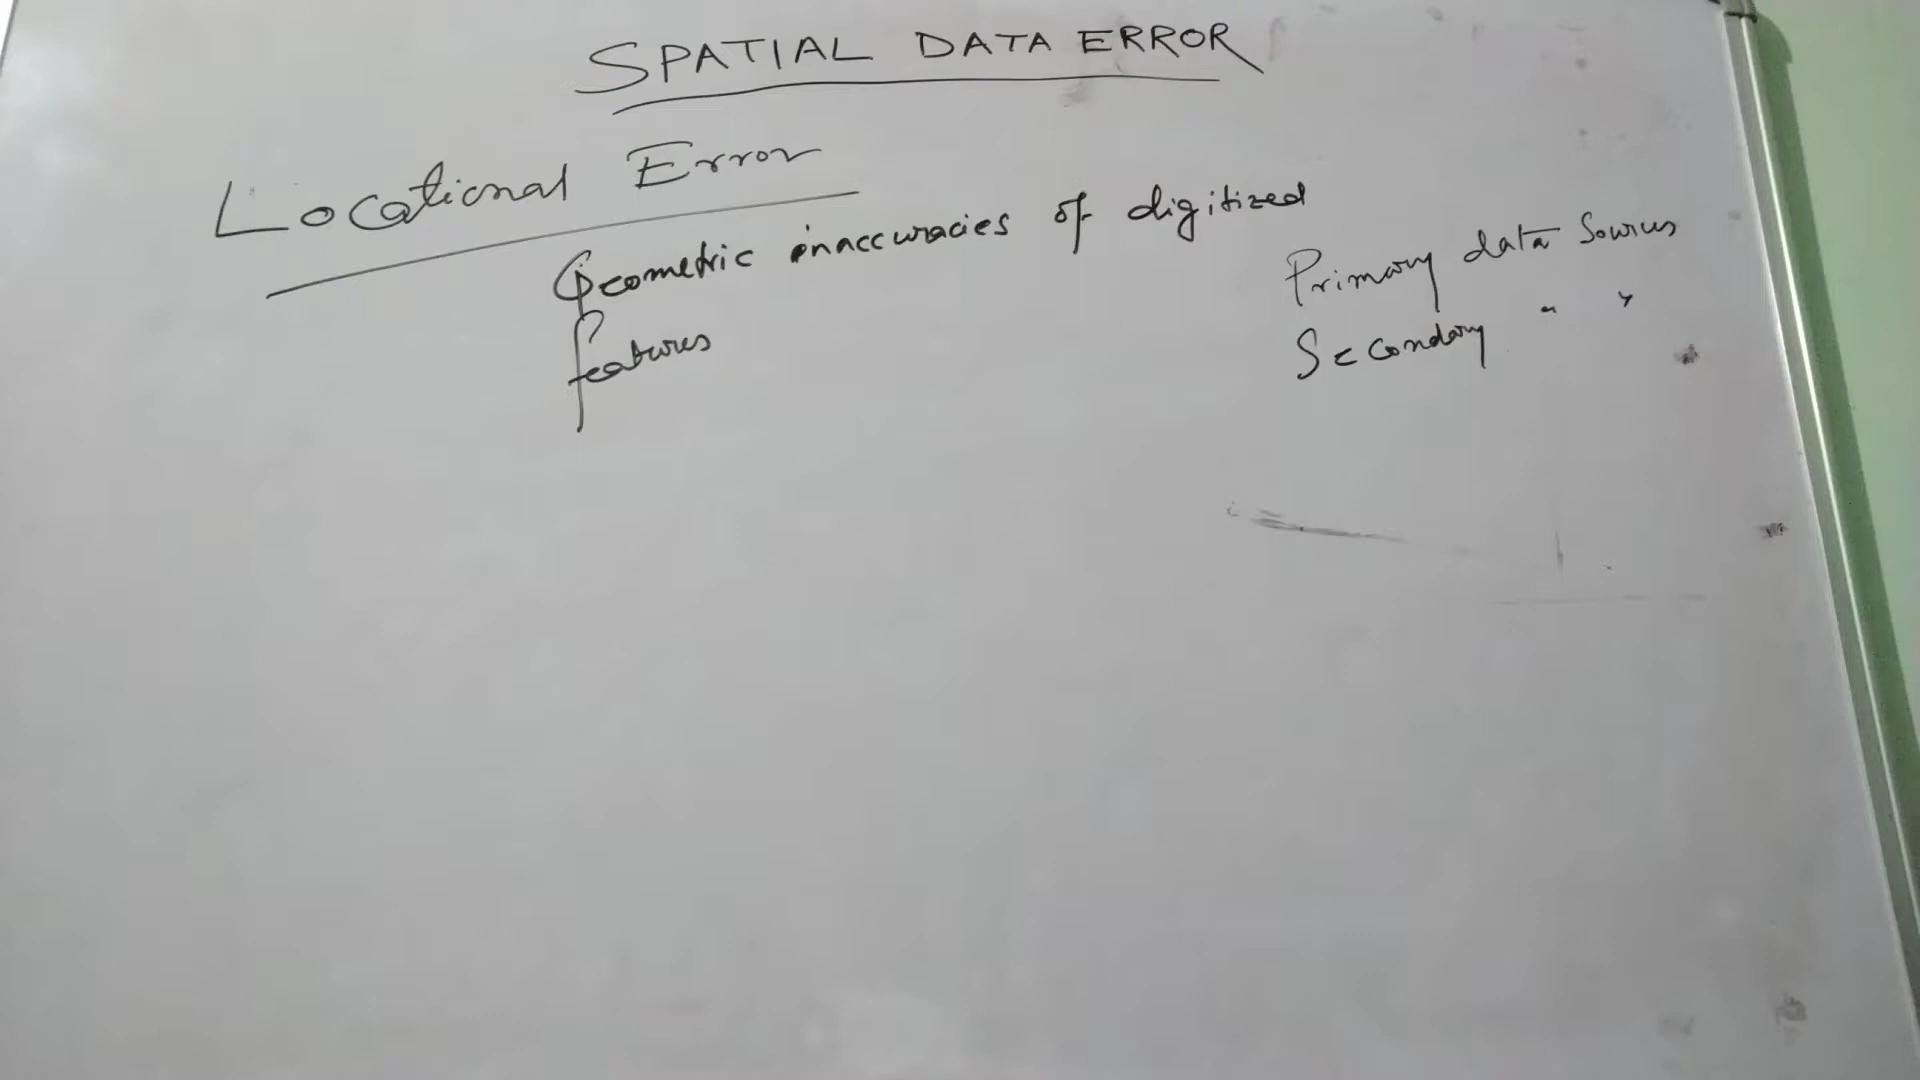 SPATIAL DATA ERROR
Locational Error
Geometric inaccuracies of digitized
features
Primary data Sources
Secondary " "